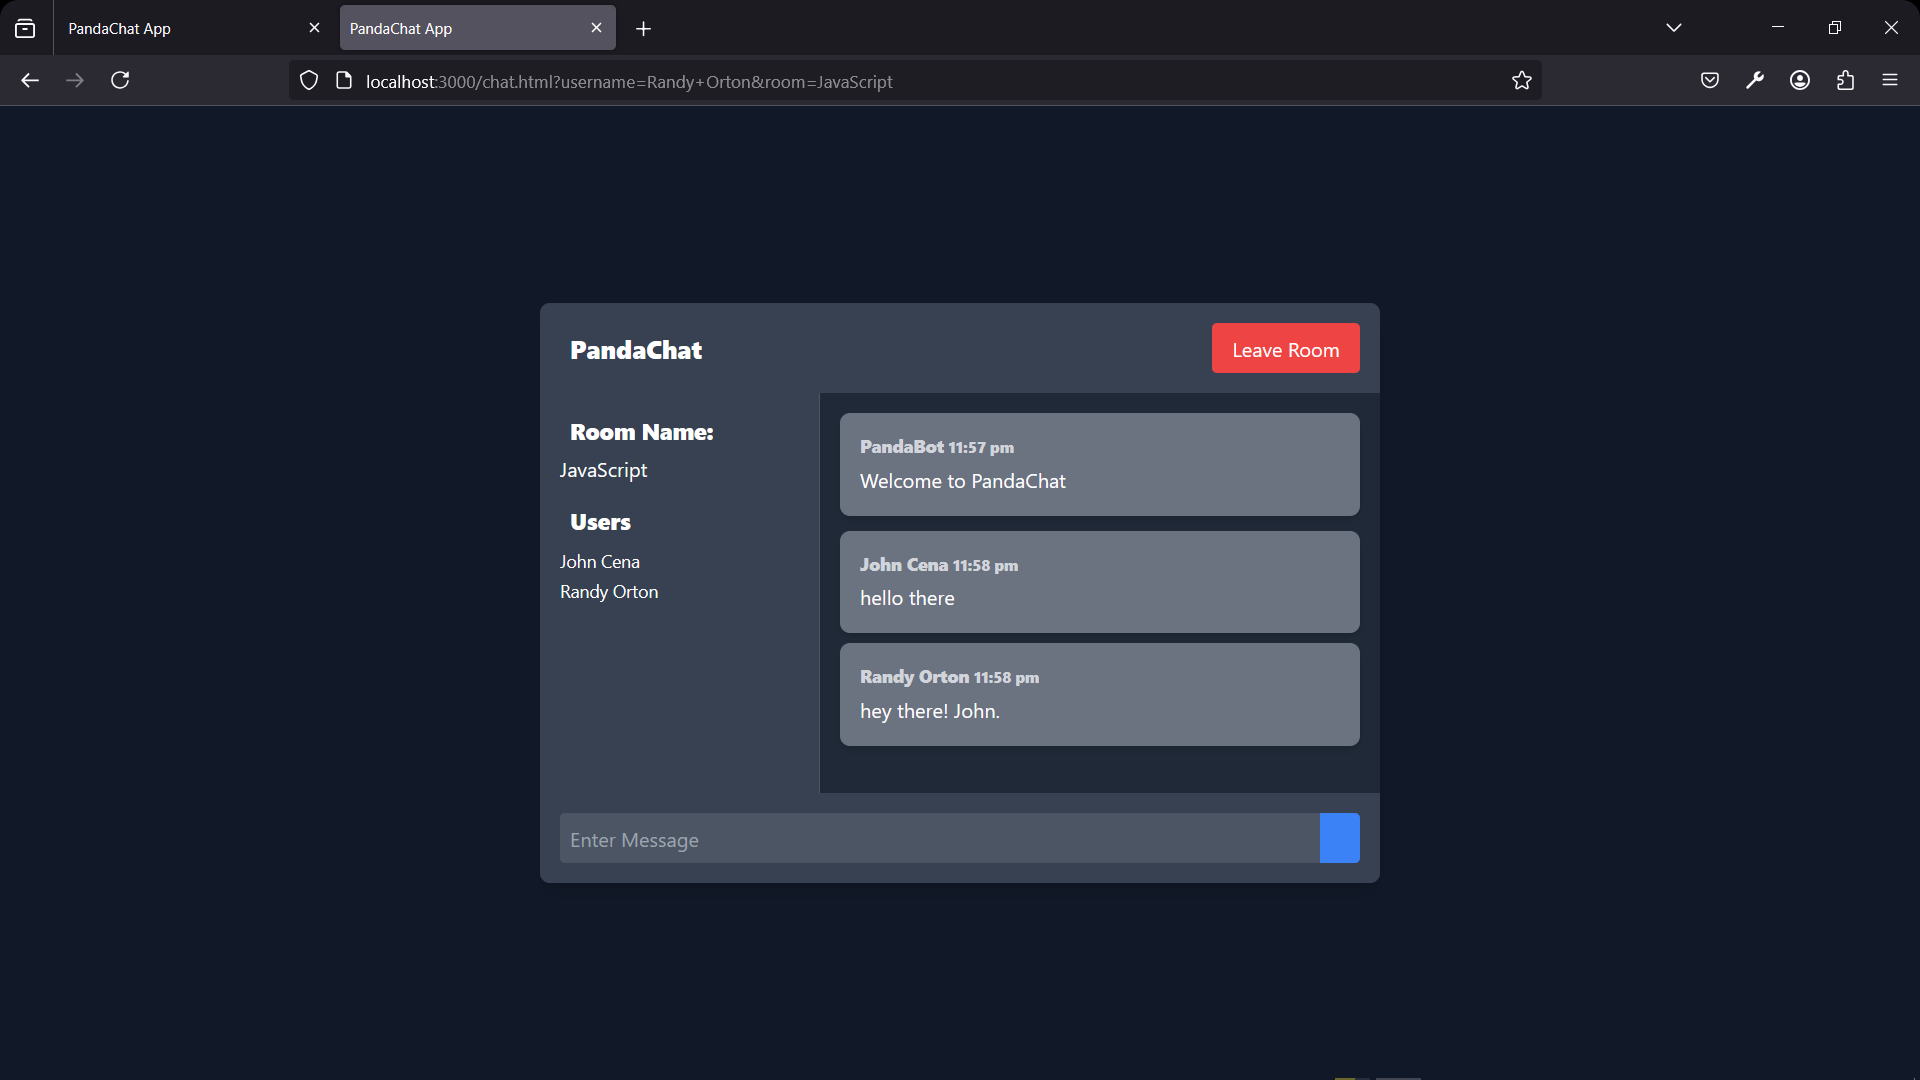 PandaChat App
PandaChat App
localhost:3000/chat.html?username=Randy+Orton&room=JavaScript
PandaChat
Leave Room
Room Name:
JavaScript
Users
John Cena
Randy Orton
PandaBot 11:57 pm
Welcome to PandaChat
John Cena 11:58 pm
hello there
Randy Orton 11:58 pm
hey there! John.
Enter Message